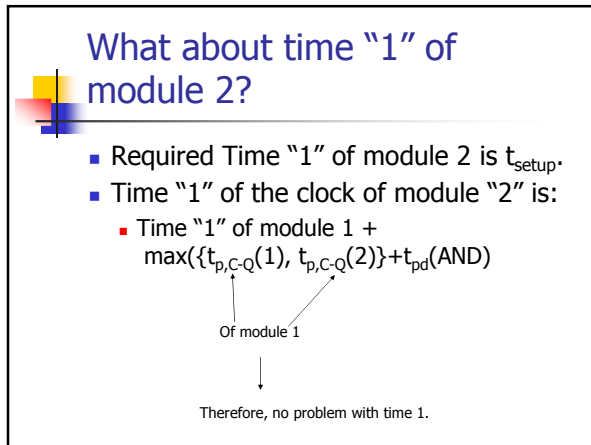 What about time “1” of
module 2?
Required Time “1” of module 2 is tsetup.
Time “1” of the clock of module “2” is:
Time “1” of module 1 +
max({tp,C-Q(1), tp,C-Q(2)}+tpd(AND)
Of module 1
Therefore, no problem with time 1.